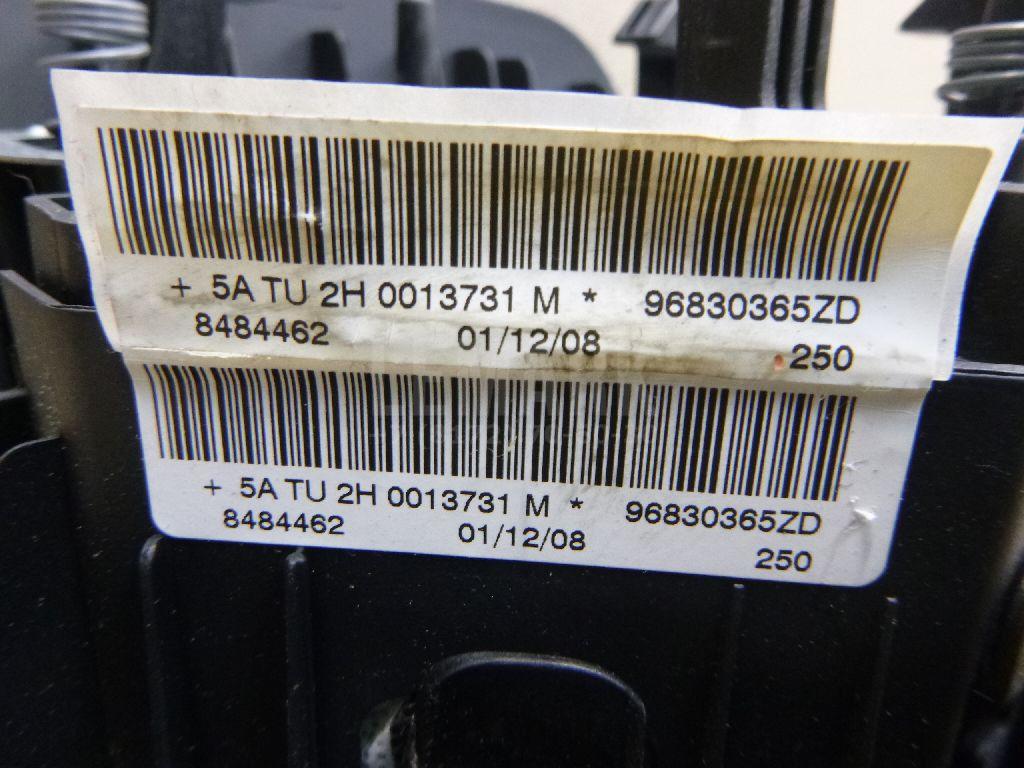 + 5A TU 2H 0013731 M * 96830365ZD
8484462 01/12/08 250
+ 5A TU 2H 0013731 M * 96830365ZD
8484462 01/12/08
250